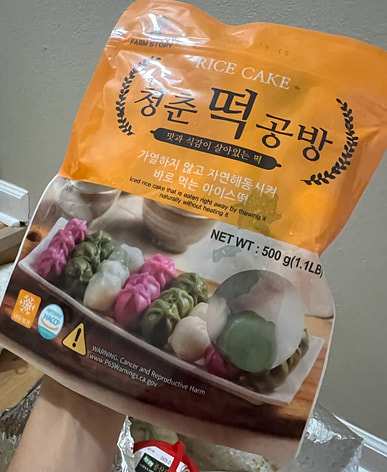 FARM STORY
RICE CAKE
청춘 떡 공방
맛과 식감이 살아있는 떡
가열하지 않고 자연해동시켜
바로 먹는 아이스떡
Iced rice cake that is eaten right away by thawing it
naturally without heating it
NET WT : 500 g(1.1LB)
HACCP
WARNING: Cancer and Reproductive Harm
www.P65Warnings.ca.gov